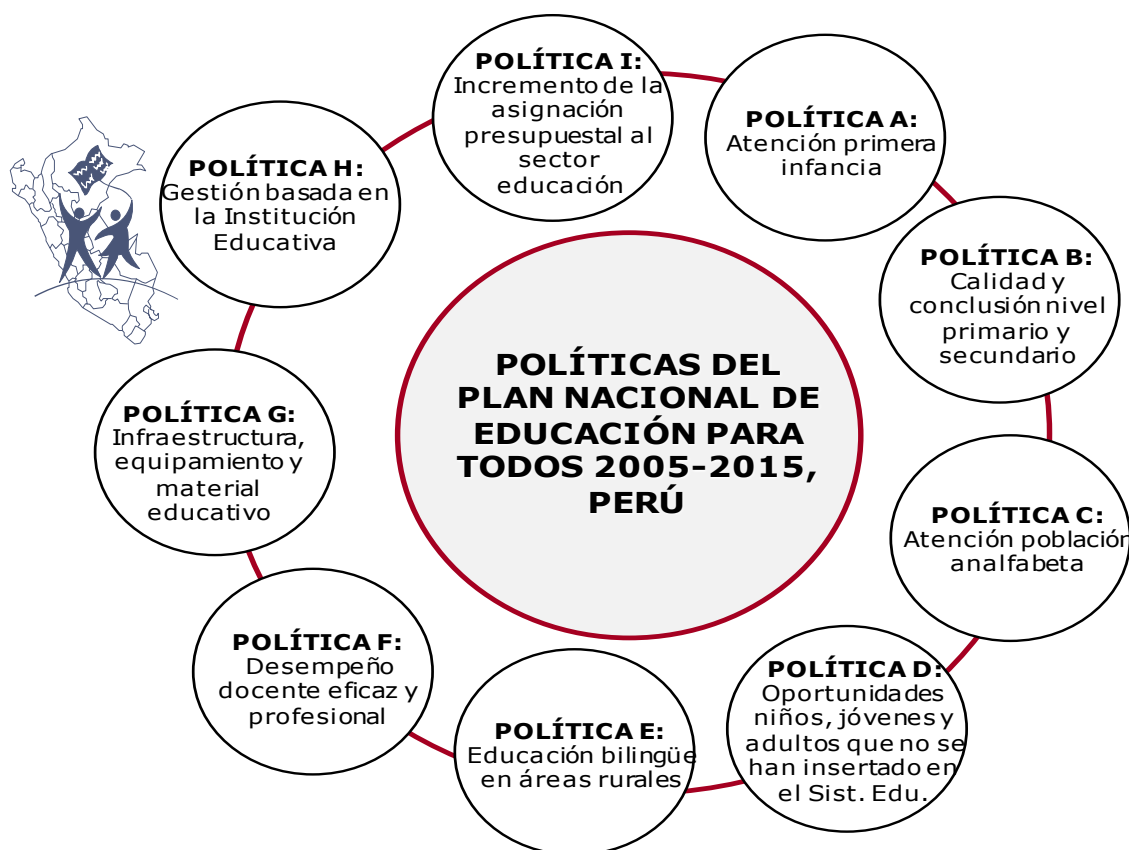 POLÍTICA I:
Incremento de la
asignación
presupuestal al
sector
educación
POLÍTICA A:
Atención primera
infancia
POLÍTICA B:
Calidad y
conclusión nivel
primario y
secundario
POLÍTICA C:
Atención población
analfabeta
POLÍTICA D:
Oportunidades
niños, jóvenes y
adultos que no se
han insertado en
el Sist. Edu.
POLÍTICA E:
Educación bilingüe
en áreas rurales
POLÍTICA F:
Desempeño
docente eficaz y
profesional
POLÍTICA G:
Infraestructura,
equipamiento y
material
educativo
POLÍTICA H:
Gestión basada en
la Institución
Educativa
POLÍTICAS DEL
PLAN NACIONAL DE
EDUCACIÓN PARA
TODOS 2005-2015,
PERÚ